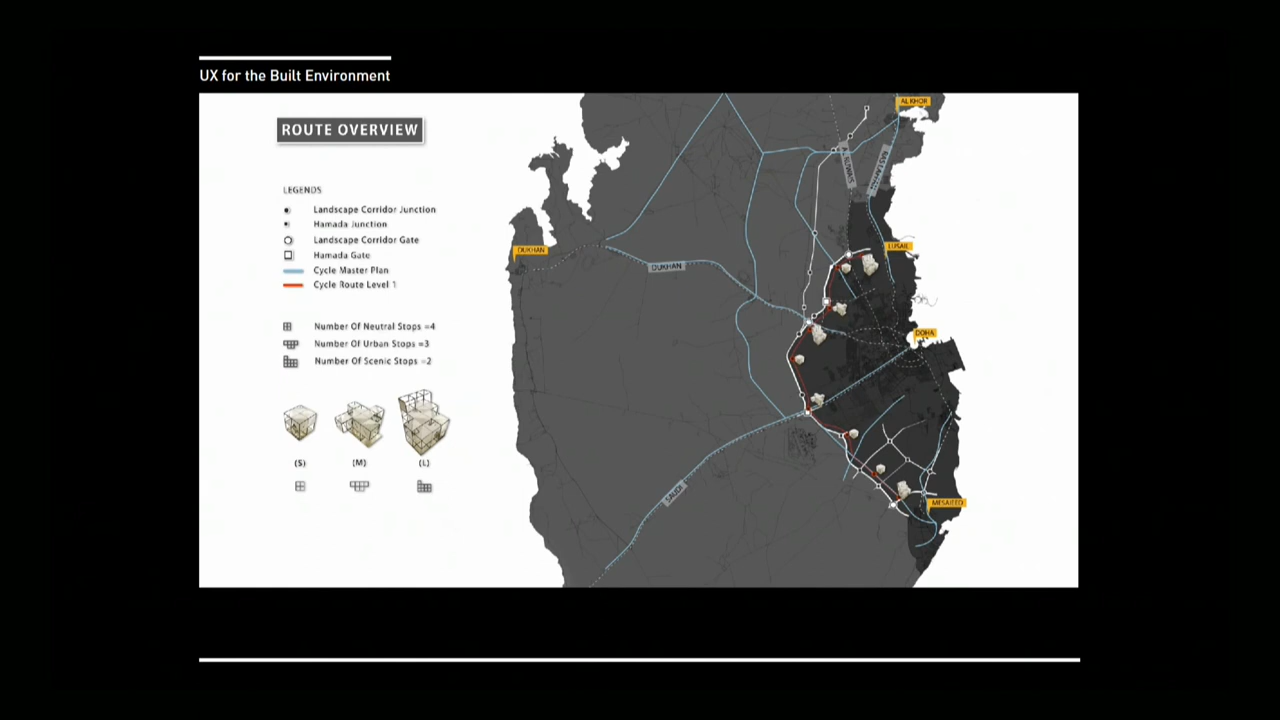 UX for the Built Environment
ROUTE OVERVIEW
LEGENDS
Landscape Corridor Junction
Hamada Junction
Landscape Corridor Gate
Hamada Gate
Cycle Master Plan
Cycle Route Level 1
Number Of Neutral Stops =4
Number Of Urban Stops =3
Number Of Scenic Stops =2
(S)
(M)
(L)
AL KHOR
DUKHAN
LUSAIL
DUKHAN
DOHA
MESAIEED